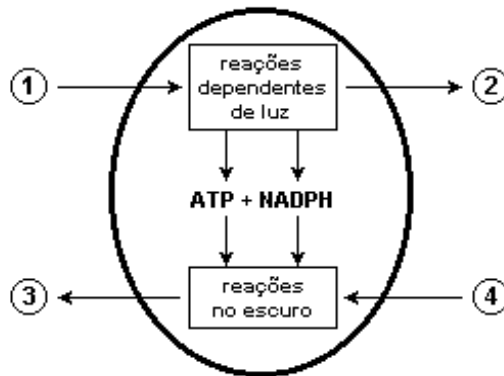 1
reações
dependentes
de luz
2
ATP + NADPH
3
reações
no escuro
4